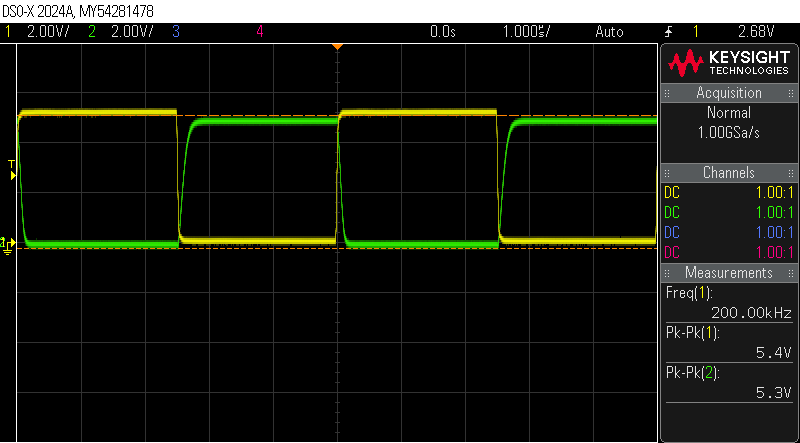 DSO-X 2024A, MY54281478
1 2.00V/ 2 2.00V/ 3 4 0.0s 1.000s/ Auto 1 2.68V
KEYSIGHT
TECHNOLOGIES
Acquisition
Normal
1.00GSa/s
Channels
DC 1.00:1
DC 1.00:1
DC 1.00:1
DC 1.00:1
Measurements
Freq(1):
200.00kHz
Pk-Pk(1):
5.4V
Pk-Pk(2):
5.3V
T
2